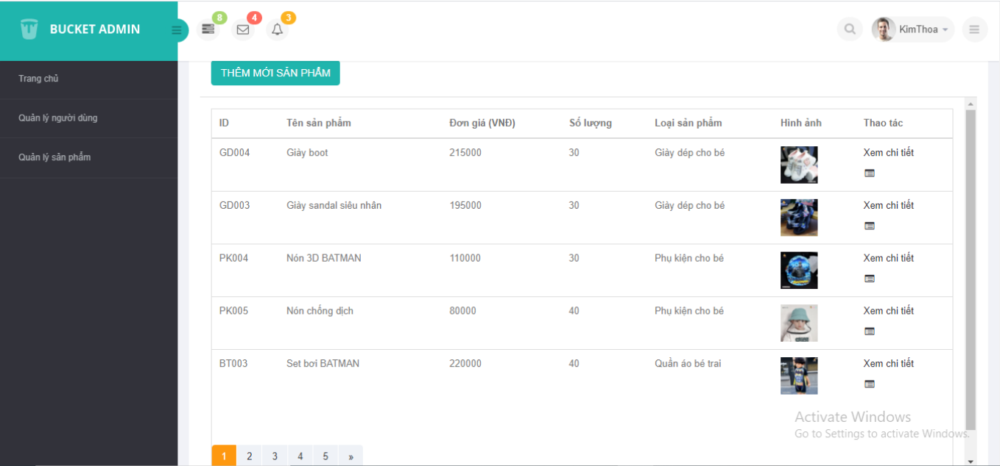 BUCKET ADMIN
8
4
3
KimThoa
Trang chủ
Quản lý người dùng
Quản lý sản phẩm
THÊM MỚI SẢN PHẨM
ID Tên sản phẩm Đơn giá (VNĐ) Số lượng Loại sản phẩm Hình ảnh Thao tác
GD004 Giày boot 215000 30 Giày dép cho bé Xem chi tiết
GD003 Giày sandal siêu nhân 195000 30 Giày dép cho bé Xem chi tiết
PK004 Nón 3D BATMAN 110000 30 Phụ kiện cho bé Xem chi tiết
PK005 Nón chống dịch 80000 40 Phụ kiện cho bé Xem chi tiết
BT003 Set bơi BATMAN 220000 40 Quần áo bé trai Xem chi tiết
Activate Windows
Go to Settings to activate Windows.
1 2 3 4 5 »